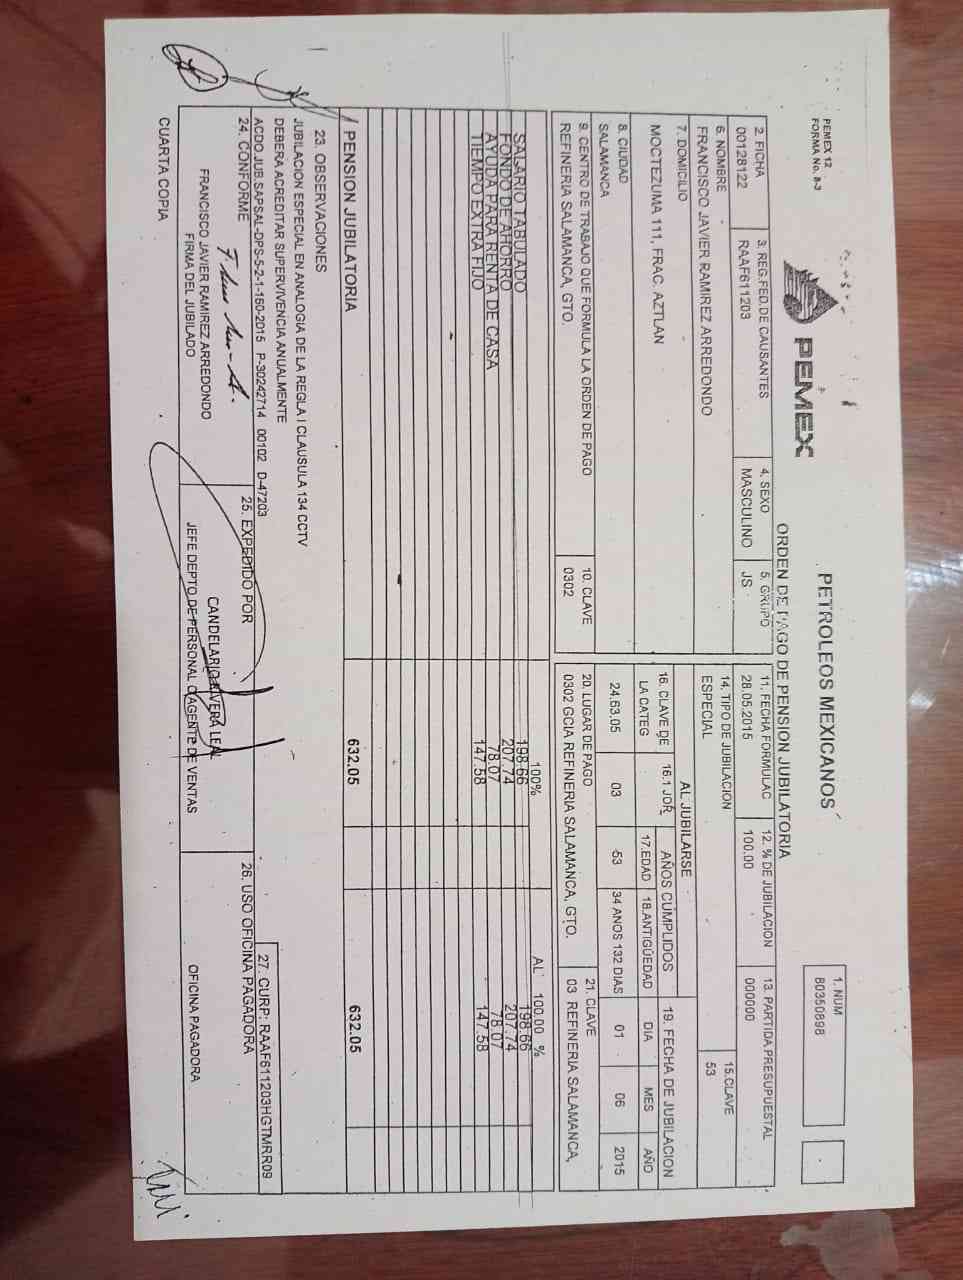 PEMEX 12
FORMA No. 8-3
PEMEX
PETROLEOS MEXICANOS
ORDEN DE PAGO DE PENSION JUBILATORIA
1. NUM
80350898
2. FICHA
00128122
3. REG.FED.DE CAUSANTES
RAAF611203
4. SEXO
MASCULINO
5. GRUPO
JS
6. NOMBRE
FRANCISCO JAVIER RAMIREZ ARREDONDO
7. DOMICILIO
MOCTEZUMA 111, FRAC. AZTLAN
8. CIUDAD
SALAMANCA
9. CENTRO DE TRABAJO QUE FORMULA LA ORDEN DE PAGO
REFINERIA SALAMANCA, GTO.
10. CLAVE
0302
11. FECHA FORMULAC
28.05.2015
12. % DE JUBILACION
100.00
13. PARTIDA PRESUPUESTAL
000000
14. TIPO DE JUBILACION
ESPECIAL
15.CLAVE
53
AL JUBILARSE
16. CLAVE DE
LA CATEG
24.63.05
16.1 JOR.
03
AÑOS CUMPLIDOS
17.EDAD
53
18.ANTIGÜEDAD
34 ANOS 132 DIAS
19. FECHA DE JUBILACION
DIA MES AÑO
01 06 2015
20. LUGAR DE PAGO
0302 GCIA REFINERIA SALAMANCA, GTO.
21. CLAVE
03 REFINERIA SALAMANCA,
100% AL 100.00 %
SALARIO TABULADO 198.66 198.66
FONDO DE AHORRO 207.74 207.74
AYUDA PARA RENTA DE CASA 78.07 78.07
TIEMPO EXTRA FIJO 147.58 147.58
PENSION JUBILATORIA 632.05 632.05
23. OBSERVACIONES
JUBILACION ESPECIAL EN ANALOGIA DE LA REGLA I CLAUSULA 134 CCTV
DEBERA ACREDITAR SUPERVIVENCIA ANUALMENTE
ACDO.JUB.SAPSAL-DPS-5-2-1-150-2015 P-30242714 00102 D-47203
27. CURP: RAAF611203HGTMRR09
24. CONFORME
FRANCISCO JAVIER RAMIREZ ARREDONDO
FIRMA DEL JUBILADO
25. EXPEDIDO POR
CANDELARIO RIVERA LEAL
JEFE DEPTO DE PERSONAL O AGENTE DE VENTAS
26. USO OFICINA PAGADORA
OFICINA PAGADORA
CUARTA COPIA